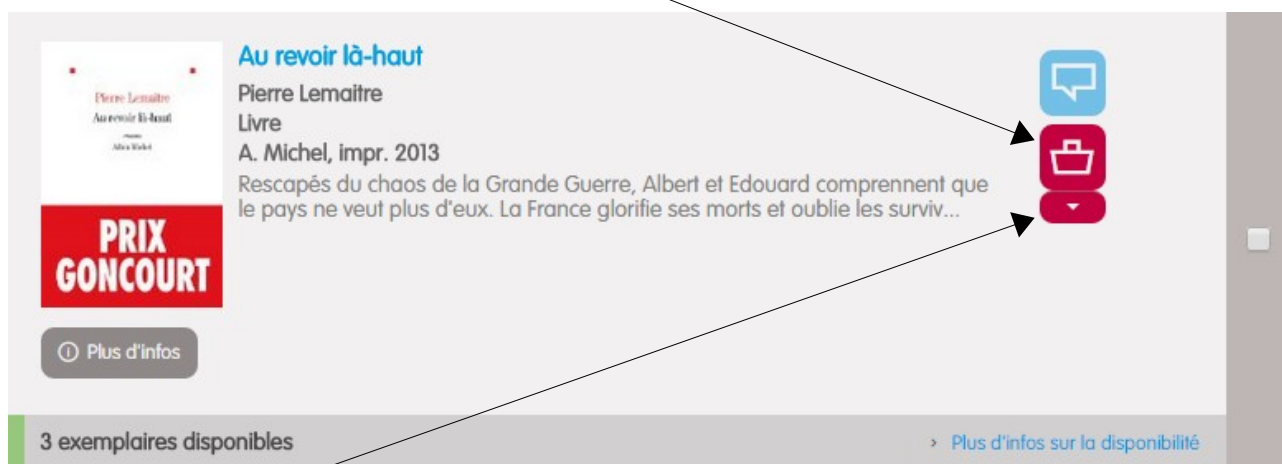 Au revoir là-haut
Pierre Lemaitre
Livre
A. Michel, impr. 2013
Rescapés du chaos de la Grande Guerre, Albert et Edouard comprennent que
le pays ne veut plus d'eux. La France glorifie ses morts et oublie les surviv...
Pierre Lemaitre
Au revoir là-haut
Albin Michel
PRIX
GONCOURT
Plus d'infos
3 exemplaires disponibles
› Plus d'infos sur la disponibilité